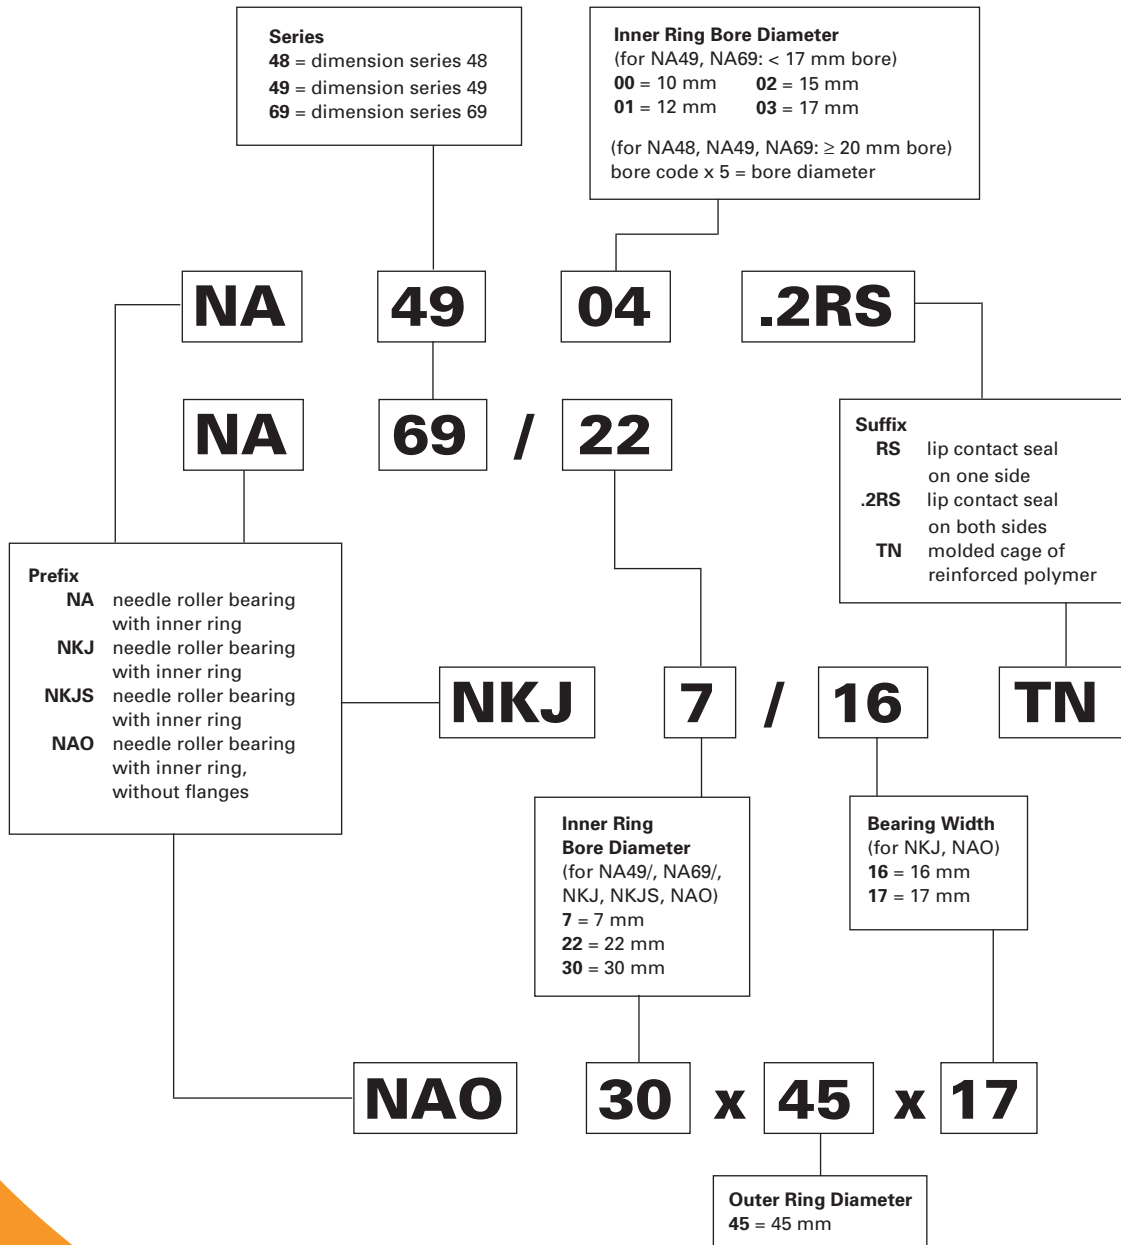 Series
48 = dimension series 48
49 = dimension series 49
69 = dimension series 69
Inner Ring Bore Diameter
(for NA49, NA69: < 17 mm bore)
00 = 10 mm 02 = 15 mm
01 = 12 mm 03 = 17 mm
(for NA48, NA49, NA69: ≥ 20 mm bore)
bore code x 5 = bore diameter
NA 49 04 .2RS
NA 69 / 22
Suffix
RS lip contact seal
on one side
.2RS lip contact seal
on both sides
TN molded cage of
reinforced polymer
Prefix
NA needle roller bearing
with inner ring
NKJ needle roller bearing
with inner ring
NKJS needle roller bearing
with inner ring
NAO needle roller bearing
with inner ring,
without flanges
NKJ 7 / 16 TN
Inner Ring
Bore Diameter
(for NA49/, NA69/,
NKJ, NKJS, NAO)
7 = 7 mm
22 = 22 mm
30 = 30 mm
Bearing Width
(for NKJ, NAO)
16 = 16 mm
17 = 17 mm
NAO 30 x 45 x 17
Outer Ring Diameter
45 = 45 mm